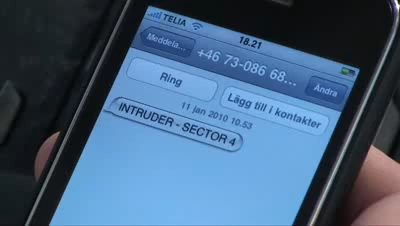 TELIA 18.21
Meddela... +46 73-086 68... Ändra
Ring Lägg till i kontakter
11 jan 2010 10.53
INTRUDER - SECTOR 4